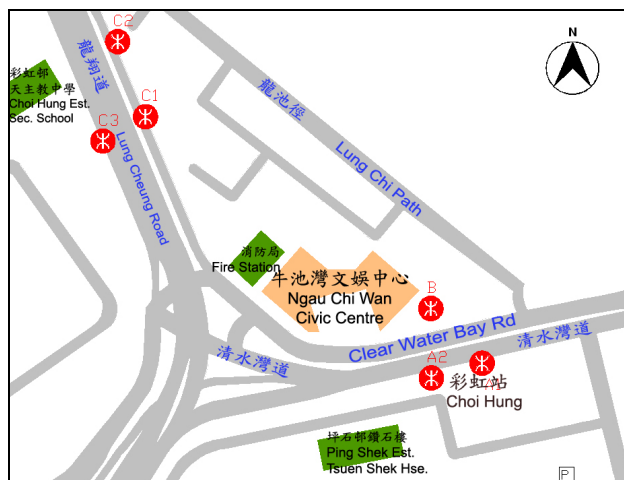 C2
N
龍翔道
彩虹邨
天主教中學
Choi Hung Est.
Sec. School
C1
C3
Lung Cheung Road
龍池徑
Lung Chi Path
消防局
Fire Station
牛池灣文娛中心
Ngau Chi Wan
Civic Centre
B
Clear Water Bay Rd
清水灣道
清水灣道
A2
A1
彩虹站
Choi Hung
坪石邨鑽石樓
Ping Shek Est.
Tsuen Shek Hse.
P